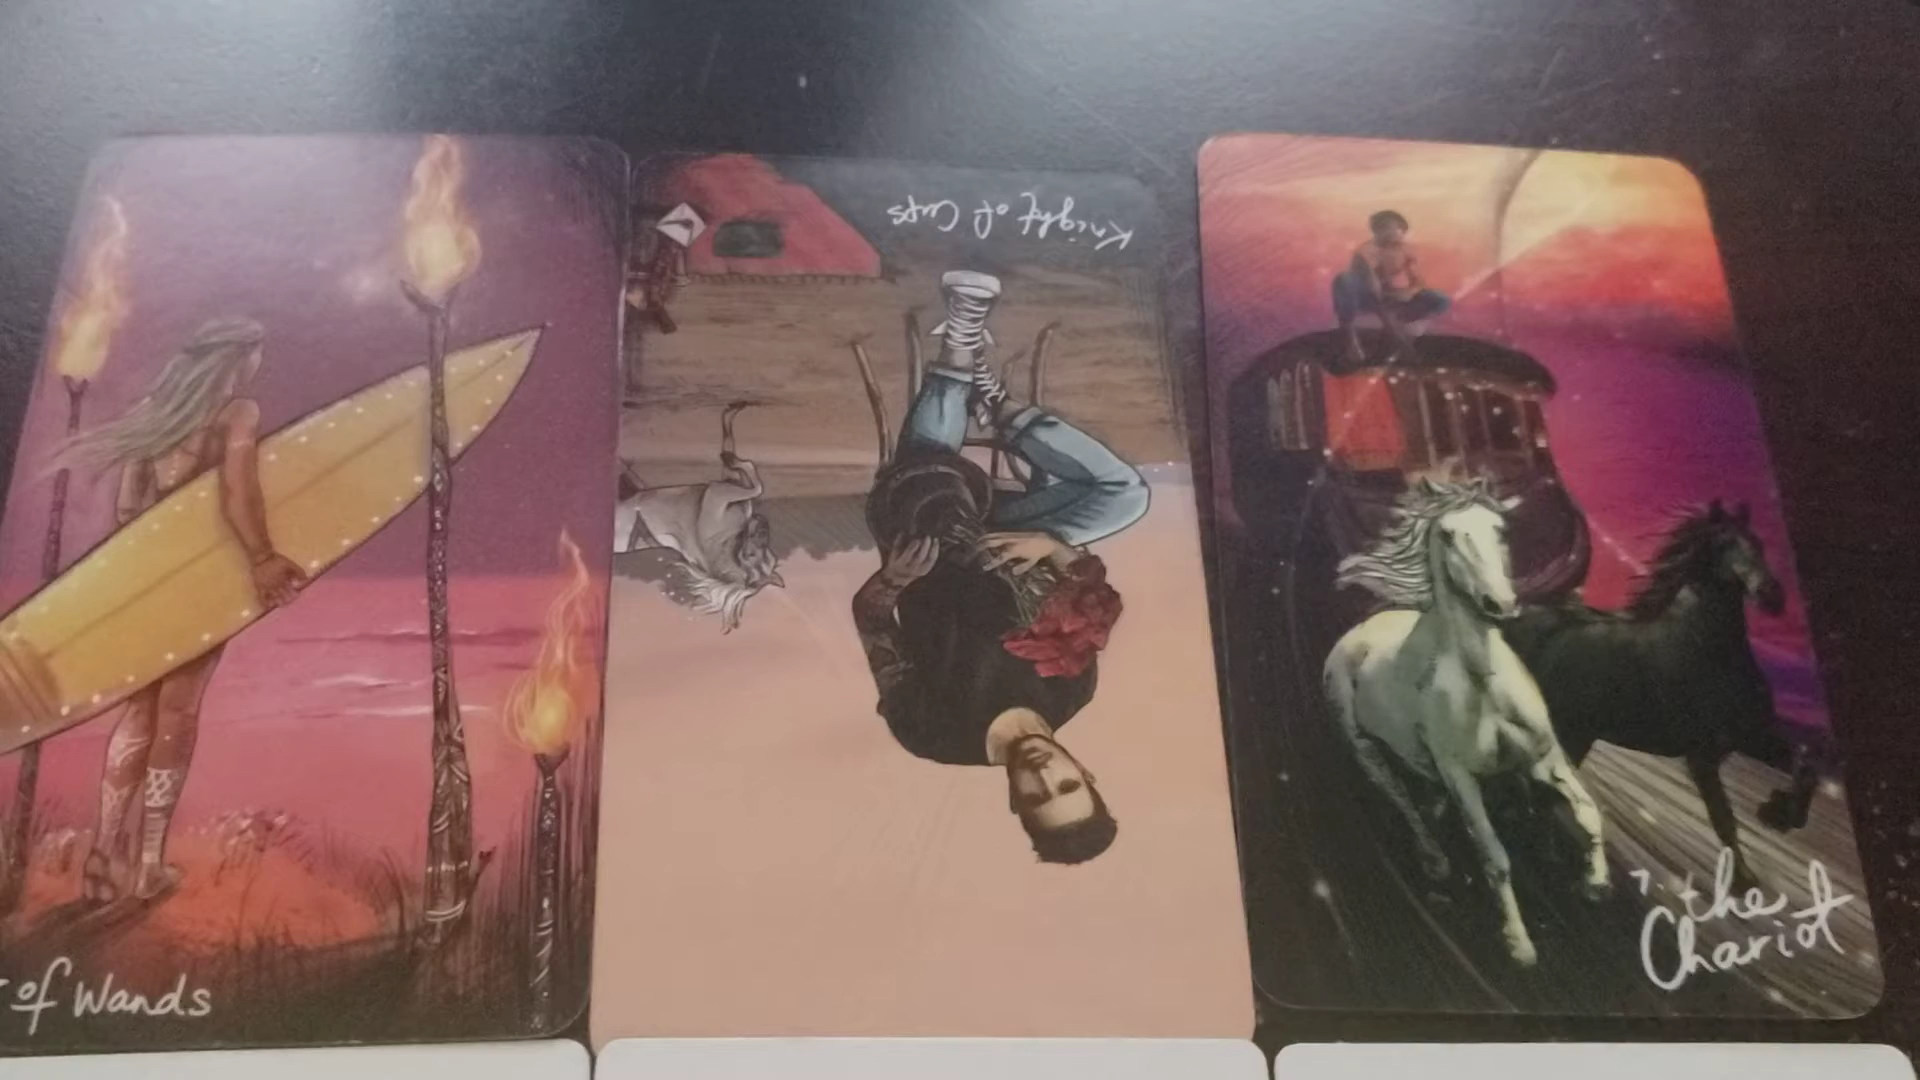 of Wands
Knight of Cups
7. the
Chariot